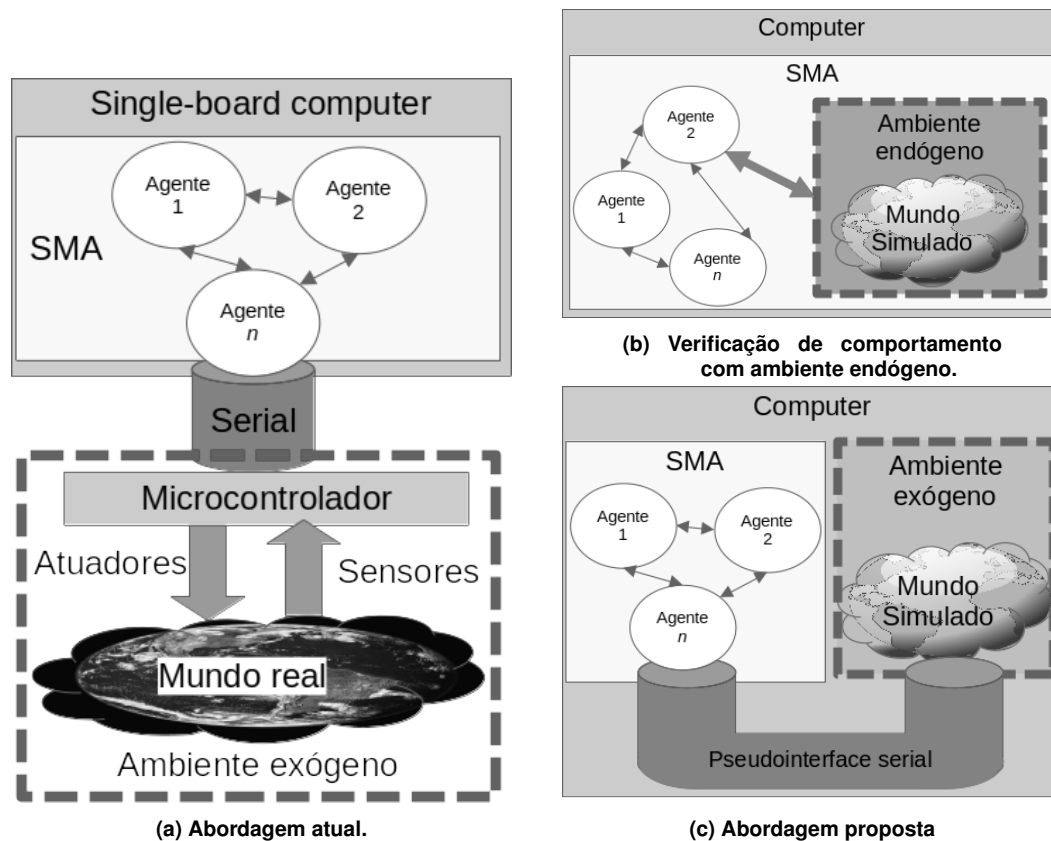 Single-board computer
SMA
Agente
1
Agente
2
Agente
n
Serial
Microcontrolador
Atuadores
Sensores
Mundo real
Ambiente exógeno
(a) Abordagem atual.
Computer
SMA
Agente
2
Agente
1
Agente
n
Ambiente
endógeno
Mundo
Simulado
(b) Verificação de comportamento
com ambiente endógeno.
Computer
SMA
Agente
1
Agente
2
Agente
n
Ambiente
exógeno
Mundo
Simulado
Pseudointerface serial
(c) Abordagem proposta